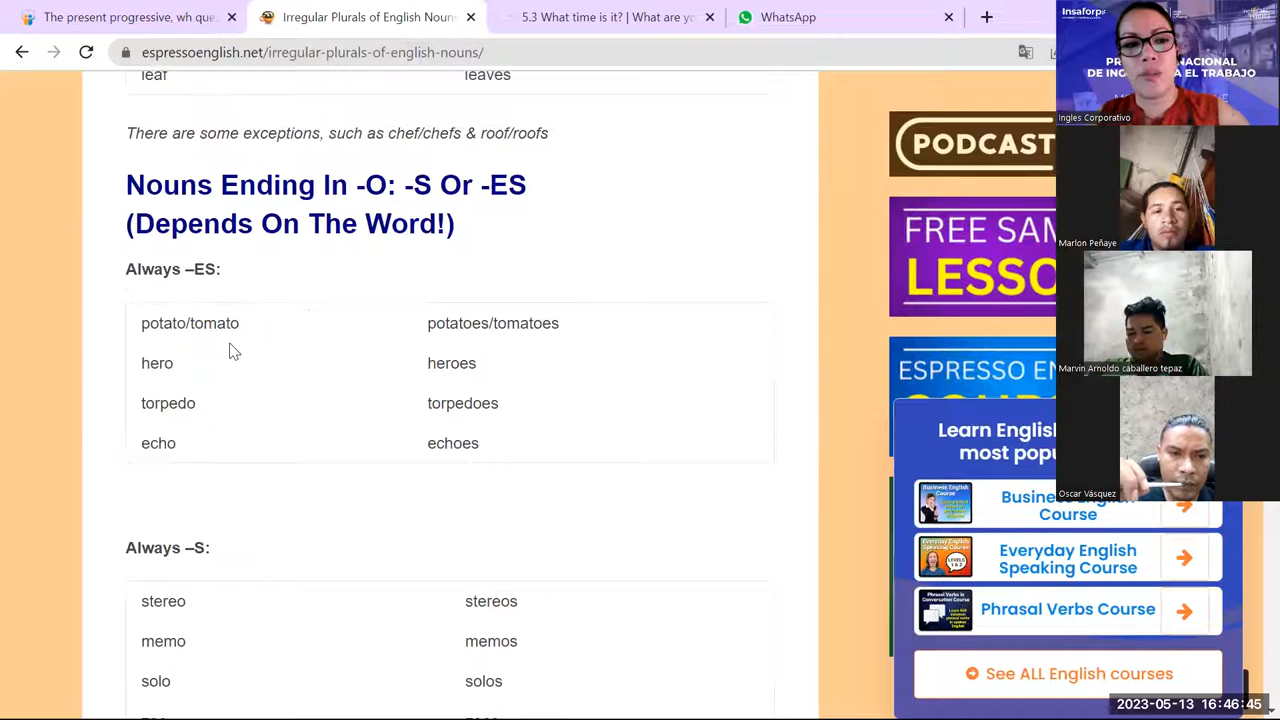 The present progressive, wh que
Irregular Plurals of English Noun
5.3 What time is it? / What are yo
WhatsApp
espressoenglish.net/irregular-plurals-of-english-nouns/
leaf leaves
There are some exceptions, such as chef/chefs & roof/roofs
Nouns Ending In -O: -S Or -ES
(Depends On The Word!)
Always –ES:
potato/tomato potatoes/tomatoes
hero heroes
torpedo torpedoes
echo echoes
Always –S:
stereo stereos
memo memos
solo solos
PODCAST
FREE SAM
LESSO
ESPRESSO EN
Learn English
most popu
Business English
Course
Everyday English
Speaking Course
Phrasal Verbs Course
See ALL English courses
Insaforp
DE ING A EL TRABAJO
Ingles Corporativo
Marlon Peñaye
Marvin Arnoldo caballero tepaz
Oscar Vásquez
2023-05-13 16:46:45